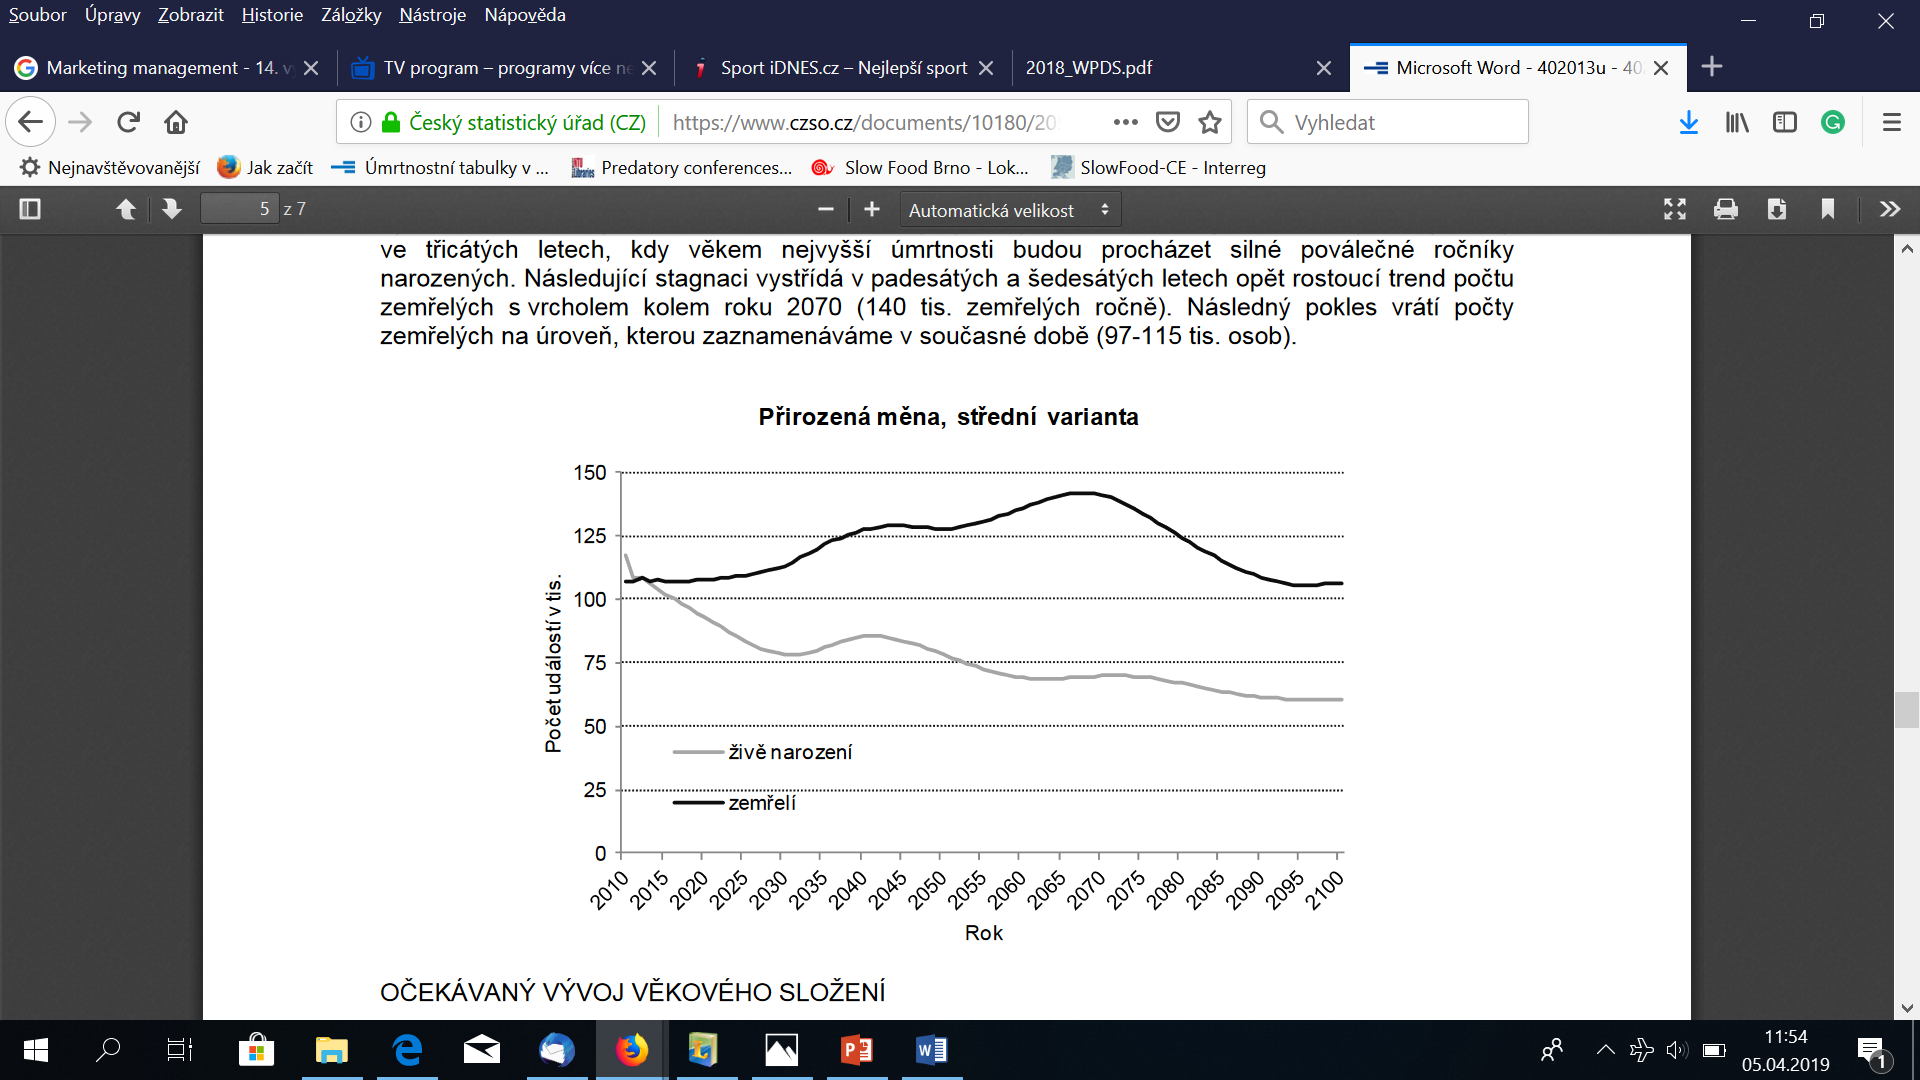 Soubor Úpravy Zobrazit Historie Záložky Nástroje Nápověda
Marketing management - 14. v
TV program – programy více ne
Sport iDNES.cz – Nejlepší sport
2018_WPDS.pdf
Microsoft Word - 402013u - 40
Český statistický úřad (CZ) https://www.czso.cz/documents/10180/20 Vyhledat
Nejnavštěvovanější Jak začít Úmrtnostní tabulky v ... Predatory conferences... Slow Food Brno - Lok... SlowFood-CE - Interreg
5 z 7 Automatická velikost
ve třicátých letech, kdy věkem nejvyšší úmrtnosti budou procházet silné poválečné ročníky
narozených. Následující stagnaci vystřídá v padesátých a šedesátých letech opět rostoucí trend počtu
zemřelých s vrcholem kolem roku 2070 (140 tis. zemřelých ročně). Následný pokles vrátí počty
zemřelých na úroveň, kterou zaznamenáváme v současné době (97-115 tis. osob).
Přirozená měna, střední varianta
150
125
100
75
50
25
0
Počet událostí v tis.
živě narození
zemřelí
2010 2015 2020 2025 2030 2035 2040 2045 2050 2055 2060 2065 2070 2075 2080 2085 2090 2095 2100
Rok
OČEKÁVANÝ VÝVOJ VĚKOVÉHO SLOŽENÍ
11:54
05.04.2019
1